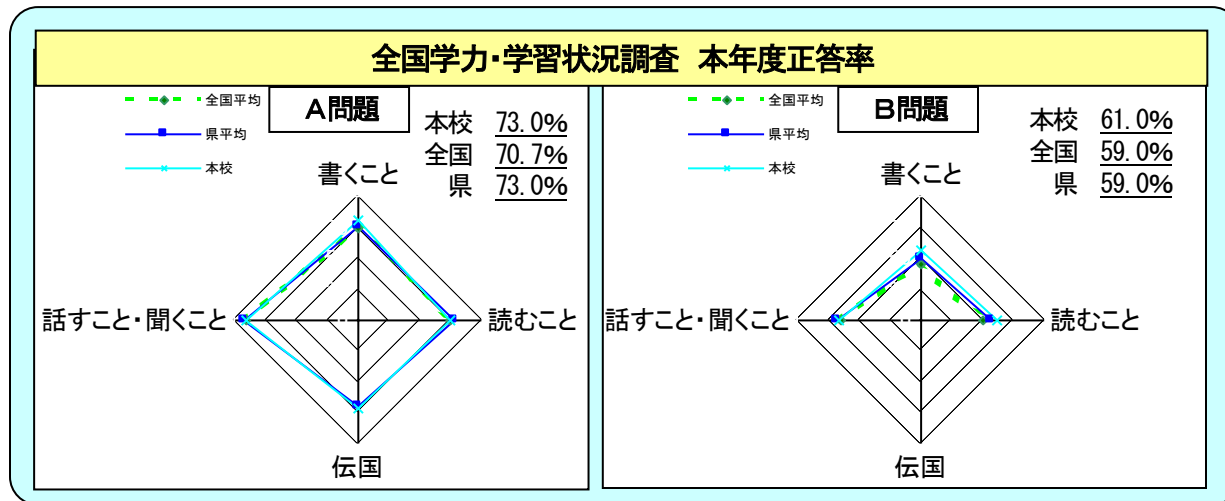 全国学力・学習状況調査 本年度正答率
全国平均
県平均
本校
A問題
本校 73.0%
全国 70.7%
県 73.0%
書くこと
話すこと・聞くこと
読むこと
伝国
全国平均
県平均
本校
B問題
本校 61.0%
全国 59.0%
県 59.0%
書くこと
話すこと・聞くこと
読むこと
伝国